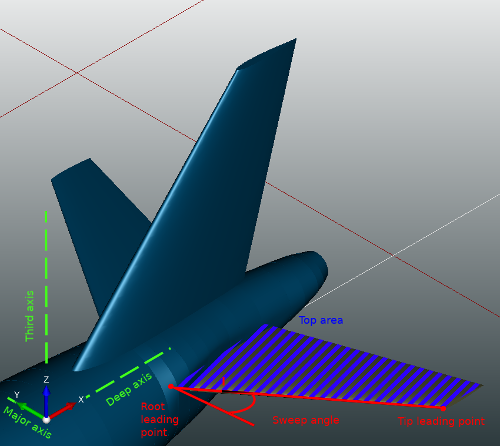 Third axis
Z
Y
X
Major axis
Deep axis
Top area
Root
leading
point
Sweep angle
Tip leading point